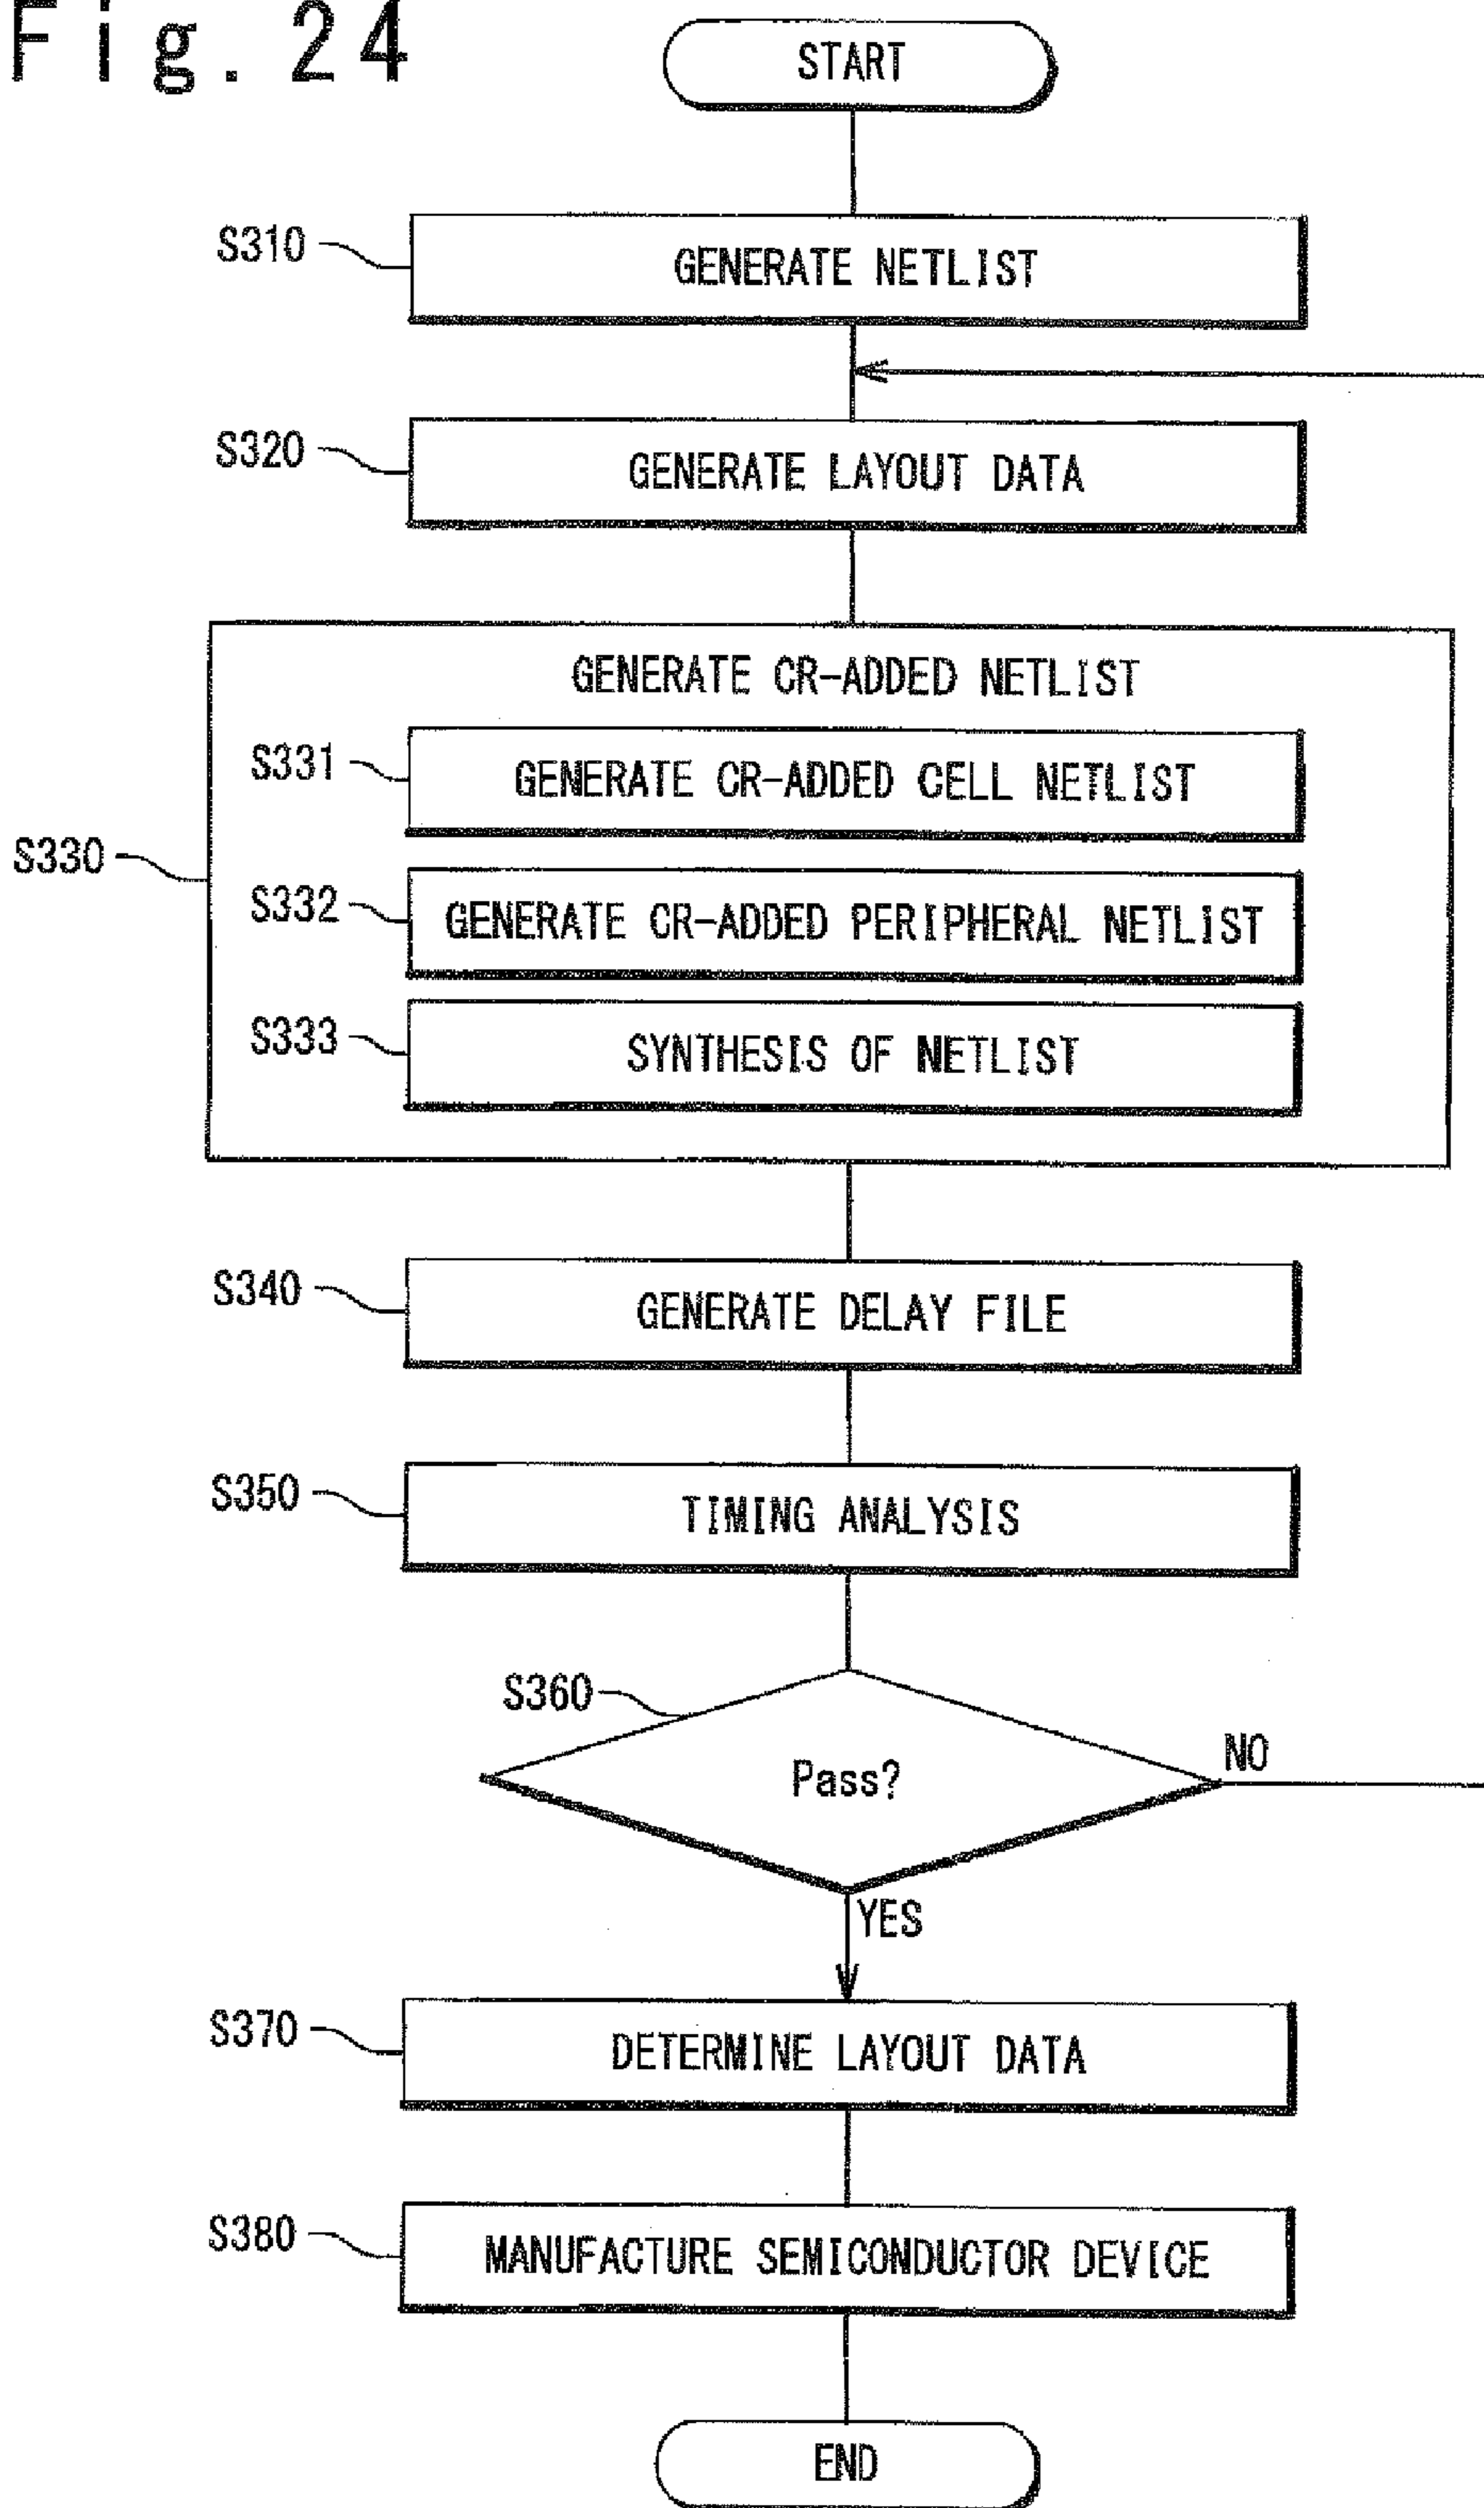 Fig. 24
START
S310
GENERATE NETLIST
S320
GENERATE LAYOUT DATA
GENERATE CR-ADDED NETLIST
S331
GENERATE CR-ADDED CELL NETLIST
S330
S332
GENERATE CR-ADDED PERIPHERAL NETLIST
S333
SYNTHESIS OF NETLIST
S340
GENERATE DELAY FILE
S350
TIMING ANALYSIS
S360
Pass?
NO
YES
S370
DETERMINE LAYOUT DATA
S380
MANUFACTURE SEMICONDUCTOR DEVICE
END